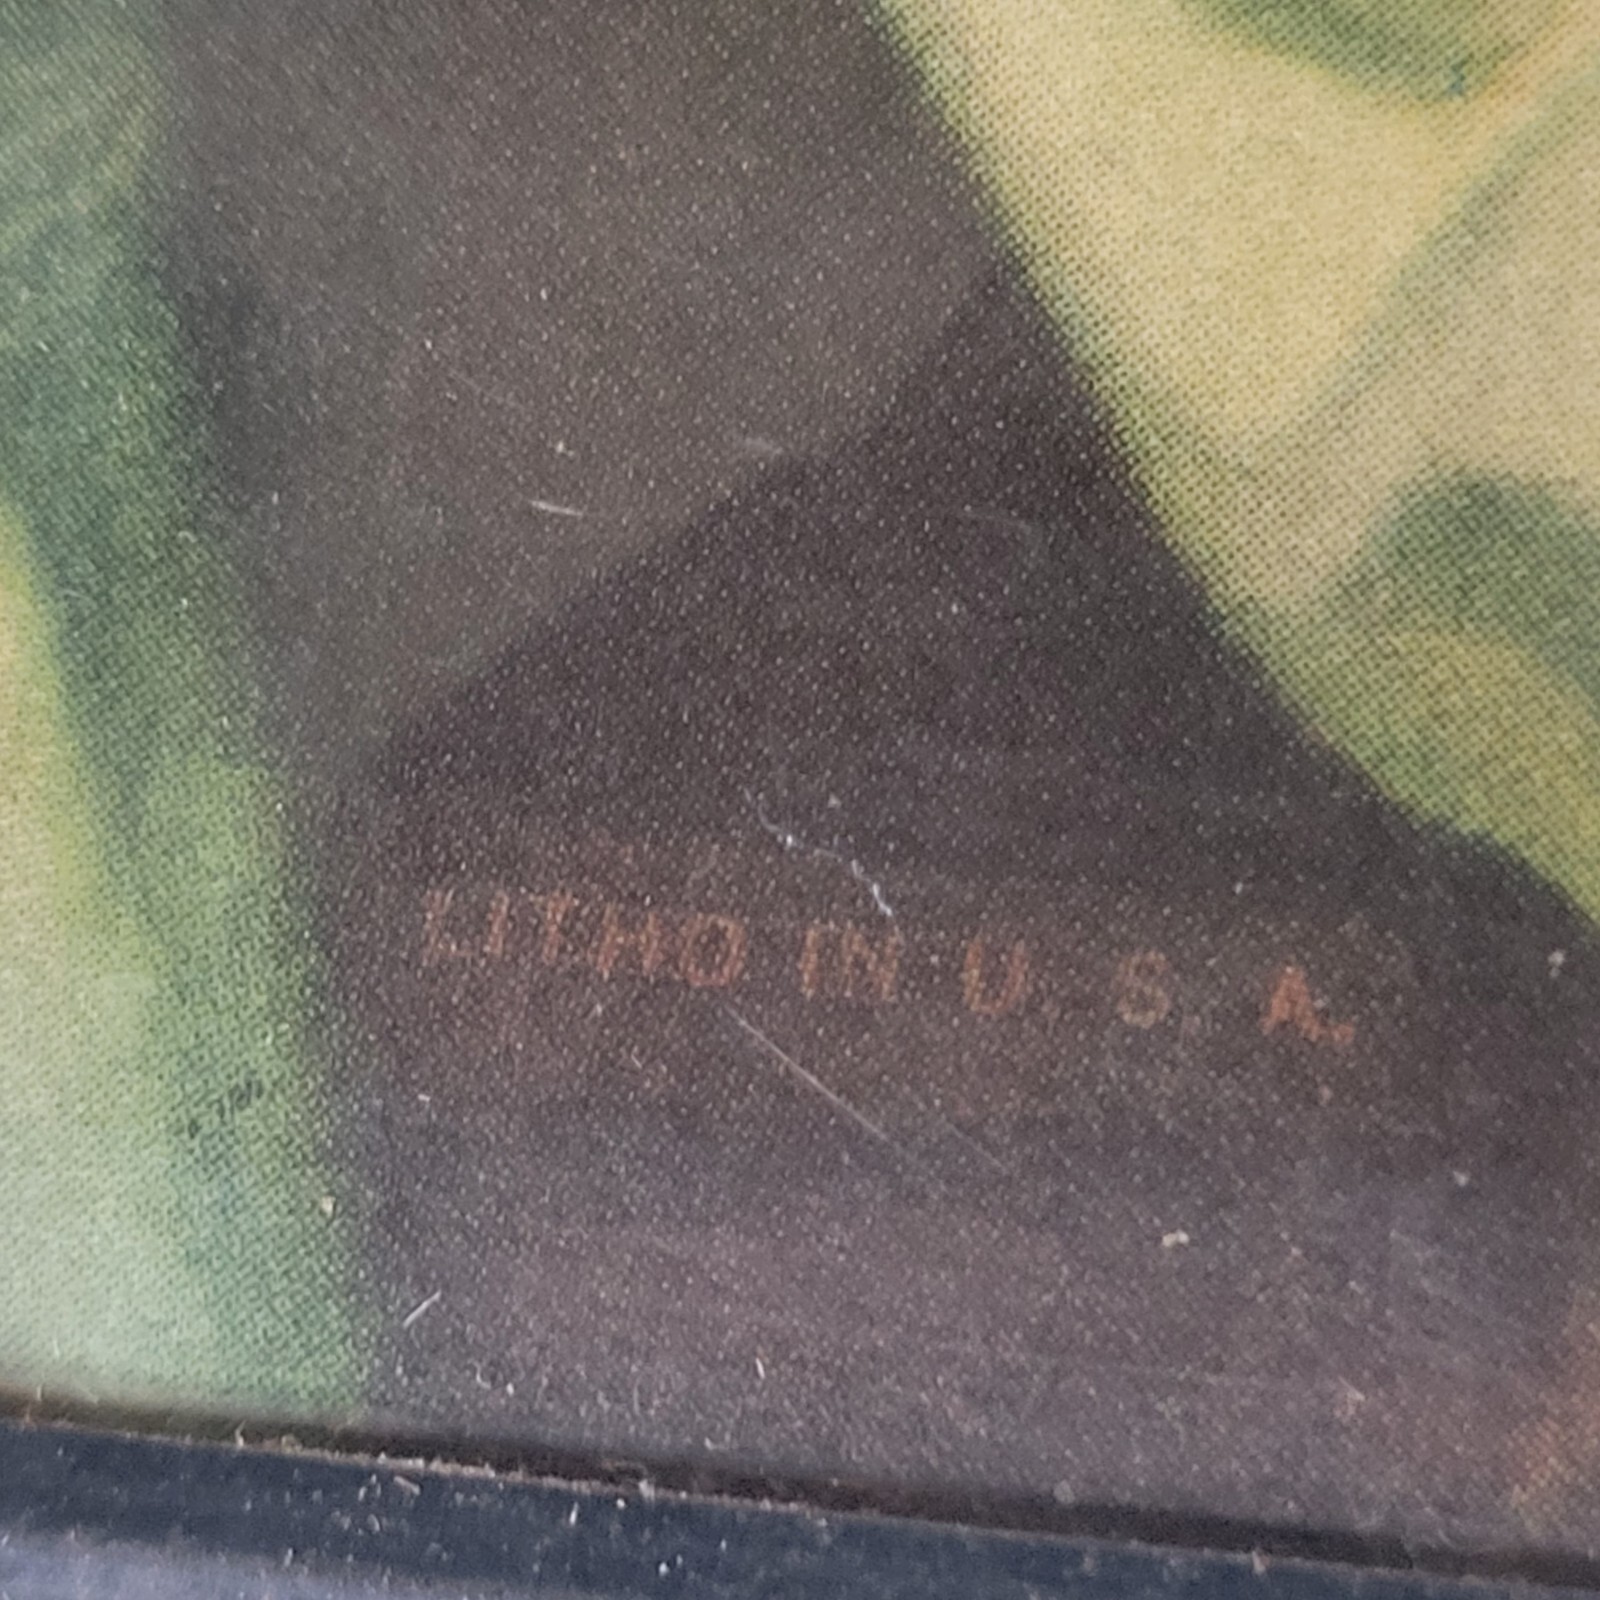 LITHO IN U. S. A.